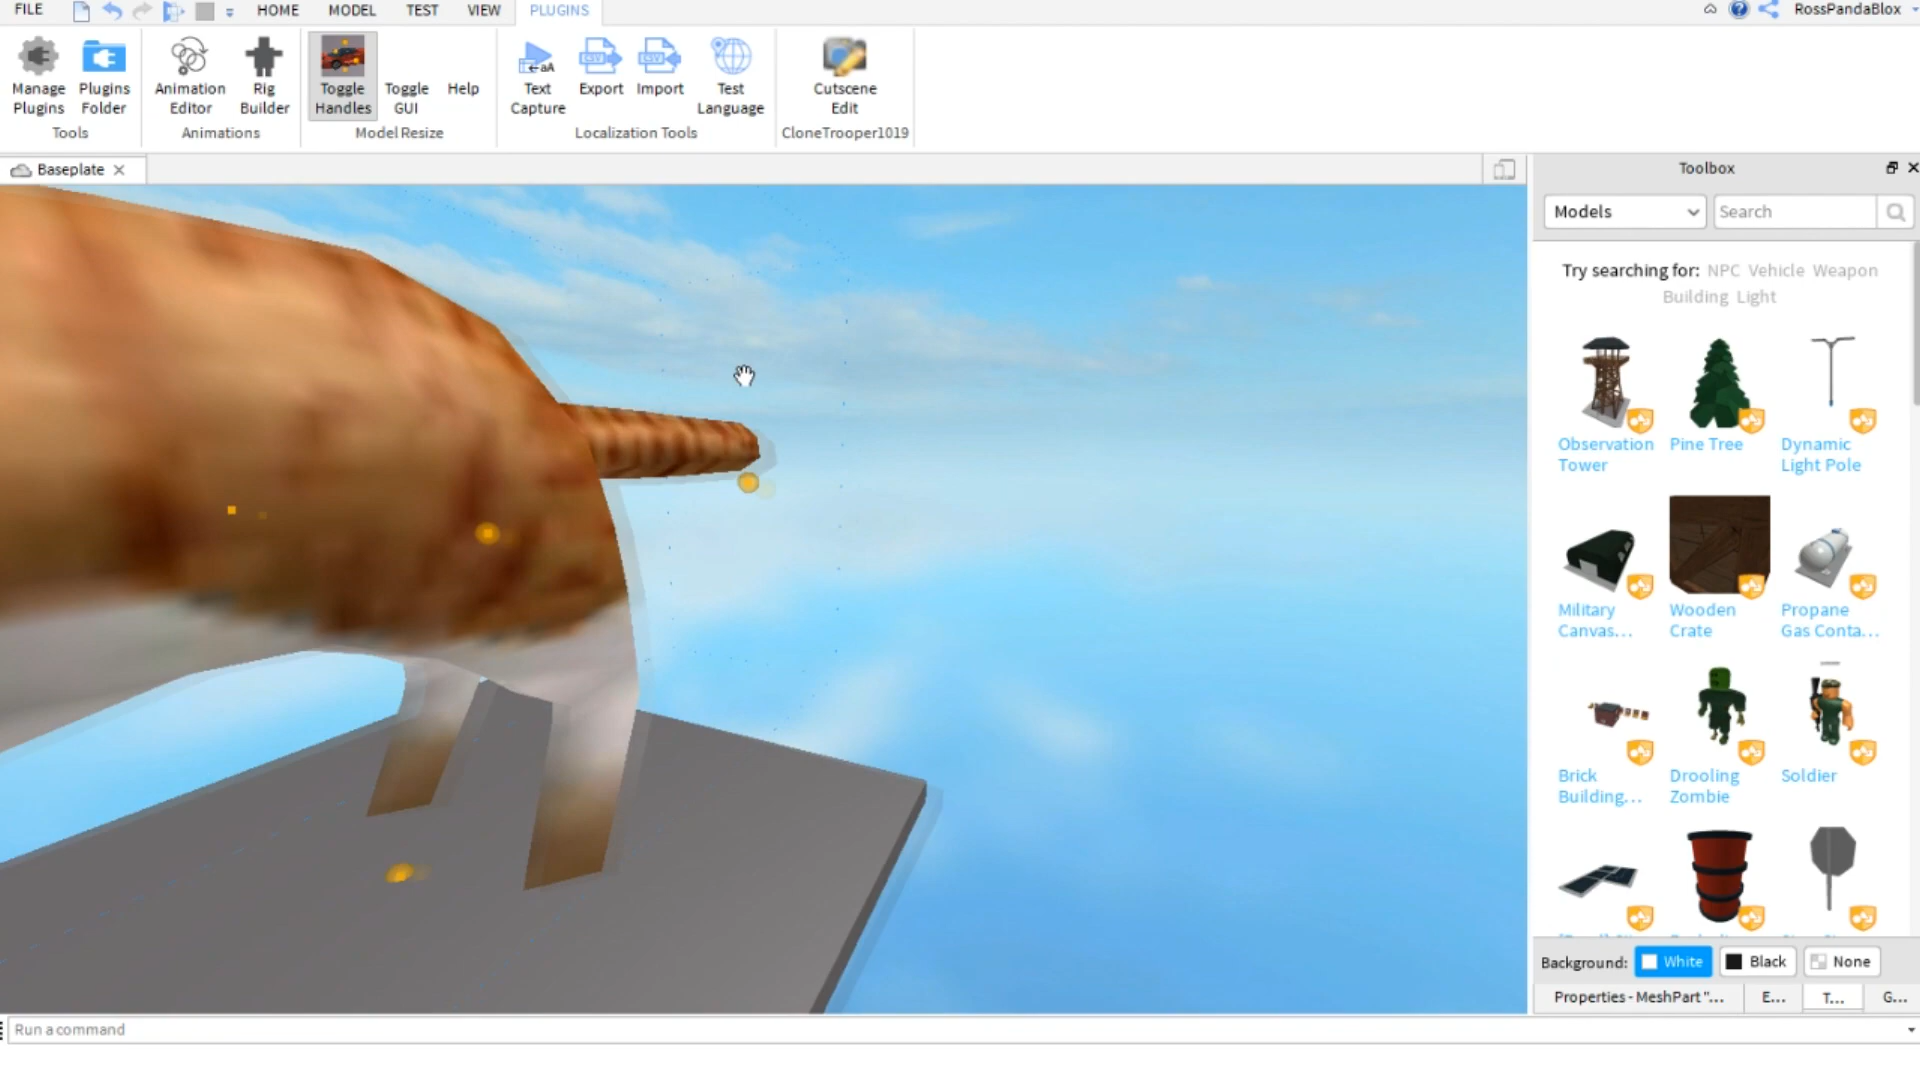 FILE HOME MODEL TEST VIEW PLUGINS RossPandaBlox
Manage Plugins
Plugins Folder
Tools
Animation Editor
Rig Builder
Animations
Toggle Handles
Toggle GUI
Help
Model Resize
Text Capture
Export
Import
Test Language
Localization Tools
Cutscene Edit
CloneTrooper1019
CSV
CSV
aA
Baseplate
Toolbox
Models Search
Try searching for: NPC Vehicle Weapon
Building Light
Observation Tower
Pine Tree
Dynamic Light Pole
Military Canvas...
Wooden Crate
Propane Gas Conta...
Brick Building...
Drooling Zombie
Soldier
Background: White Black None
Properties - MeshPart "... E... T... G...
Run a command